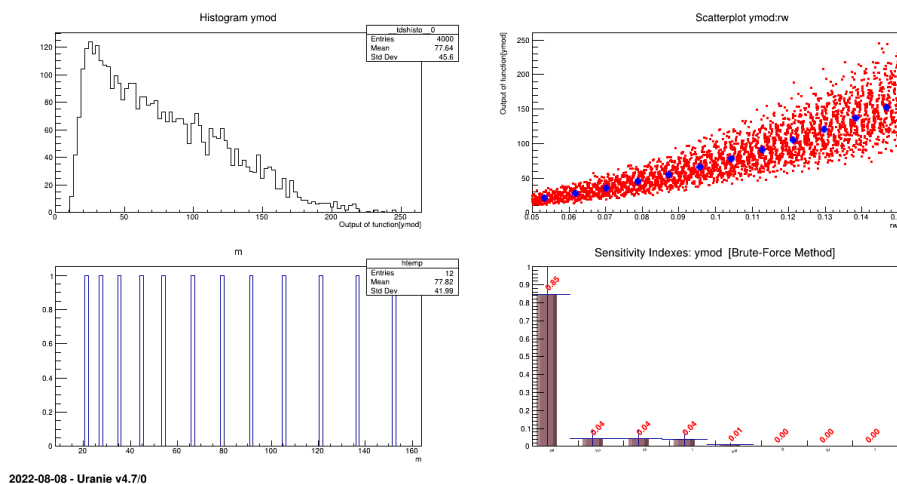 Histogram ymod
__tdshisto__0
Entries 4000
Mean 77.64
Std Dev 45.6
120
100
80
60
40
20
0
0 50 100 150 200 250
Output of function[ymod]
Scatterplot ymod:rw
Output of function[ymod]
250
200
150
100
50
0
0.05 0.06 0.07 0.08 0.09 0.1 0.11 0.12 0.13 0.14 0.15
rw
m
htemp
Entries 12
Mean 77.82
Std Dev 41.99
1
0.8
0.6
0.4
0.2
0
20 40 60 80 100 120 140 160
m
Sensitivity Indexes: ymod [Brute-Force Method]
1
0.9
0.8
0.7
0.6
0.5
0.4
0.3
0.2
0.1
0
0.85 0.04 0.04 0.04 0.01 0.00 0.00 0.00
2022-08-08 - Uranie v4.7/0